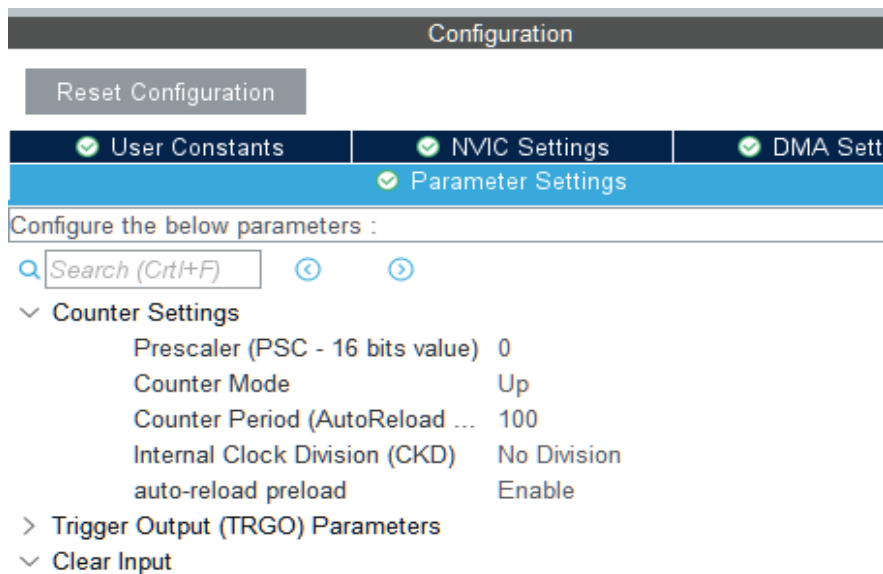 Configuration
Reset Configuration
User Constants NVIC Settings DMA Sett
Parameter Settings
Configure the below parameters :
Search (Crtl+F)
Counter Settings
Prescaler (PSC - 16 bits value) 0
Counter Mode Up
Counter Period (AutoReload ... 100
Internal Clock Division (CKD) No Division
auto-reload preload Enable
Trigger Output (TRGO) Parameters
Clear Input